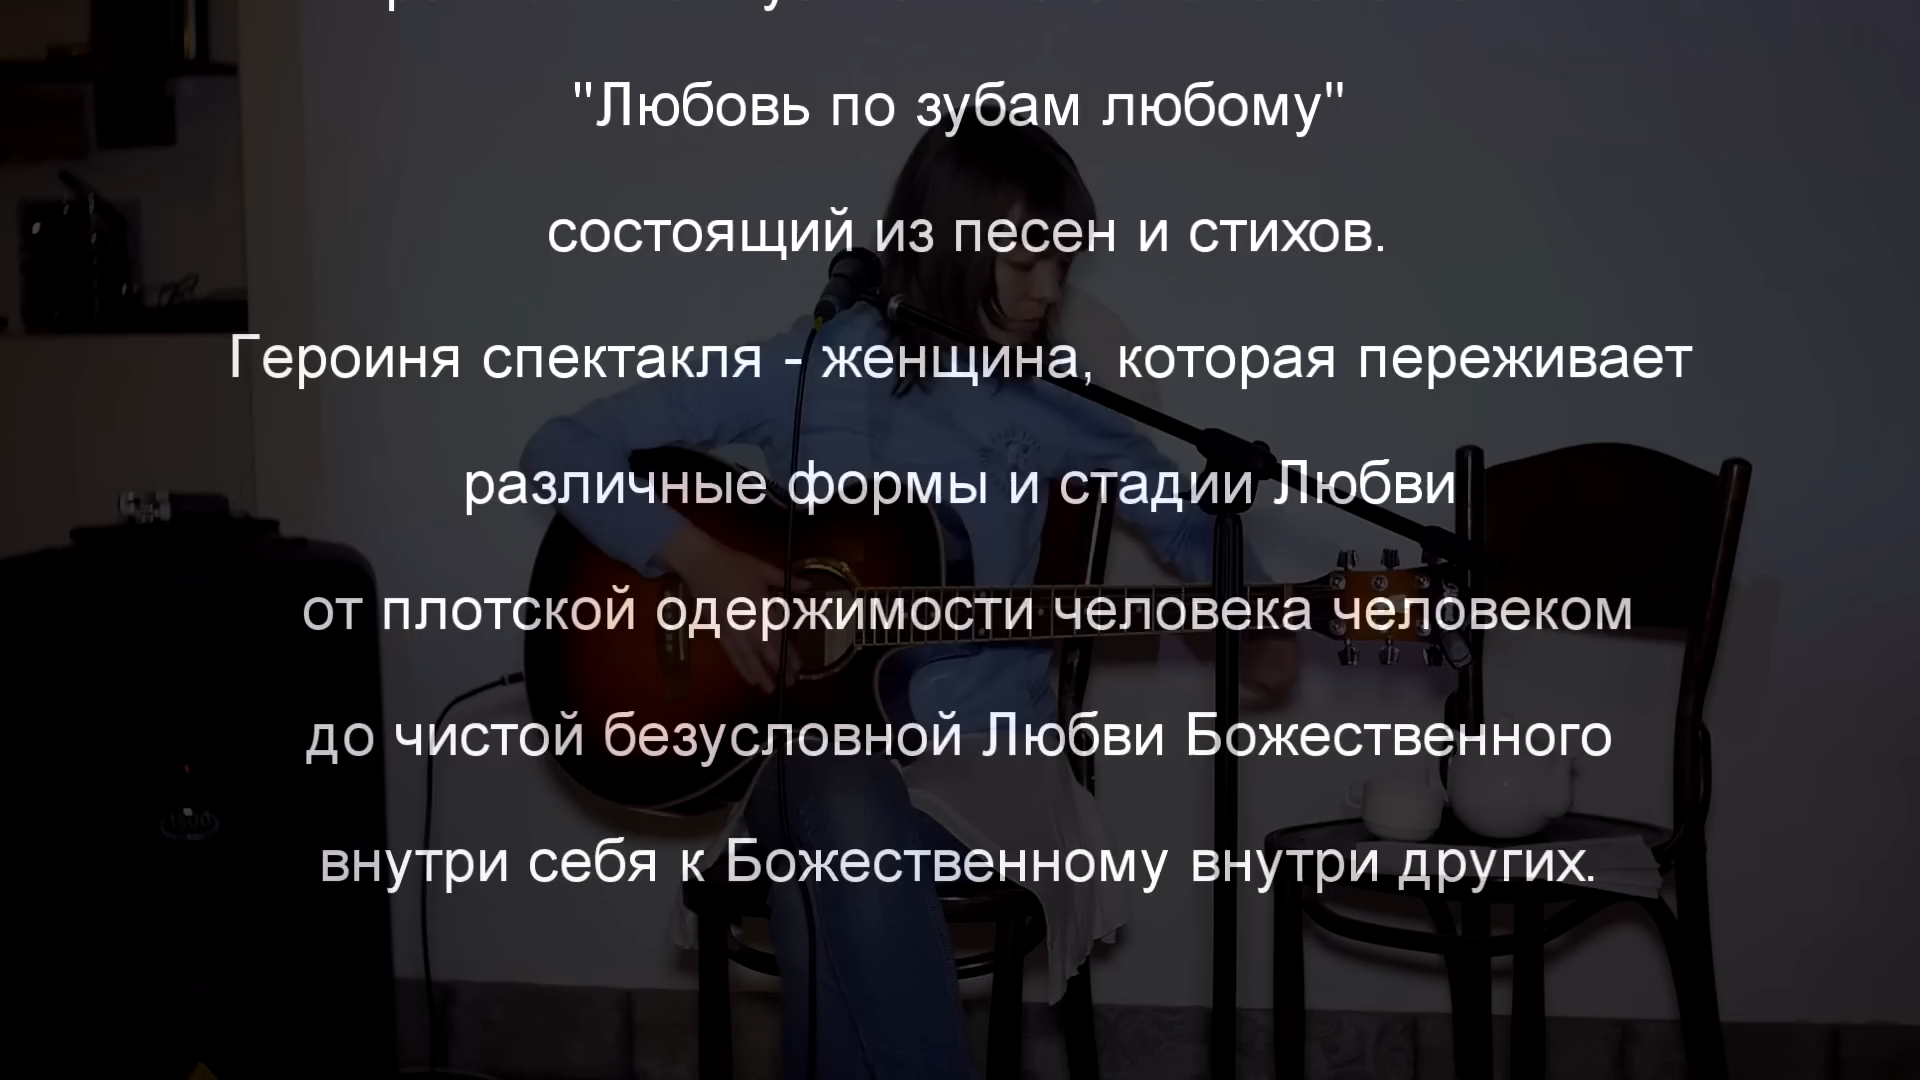 "Любовь по зубам любому"
состоящий из песен и стихов.
Героиня спектакля - женщина, которая переживает
различные формы и стадии Любви
от плотской одержимости человека человеком
до чистой безусловной Любви Божественного
внутри себя к Божественному внутри других.